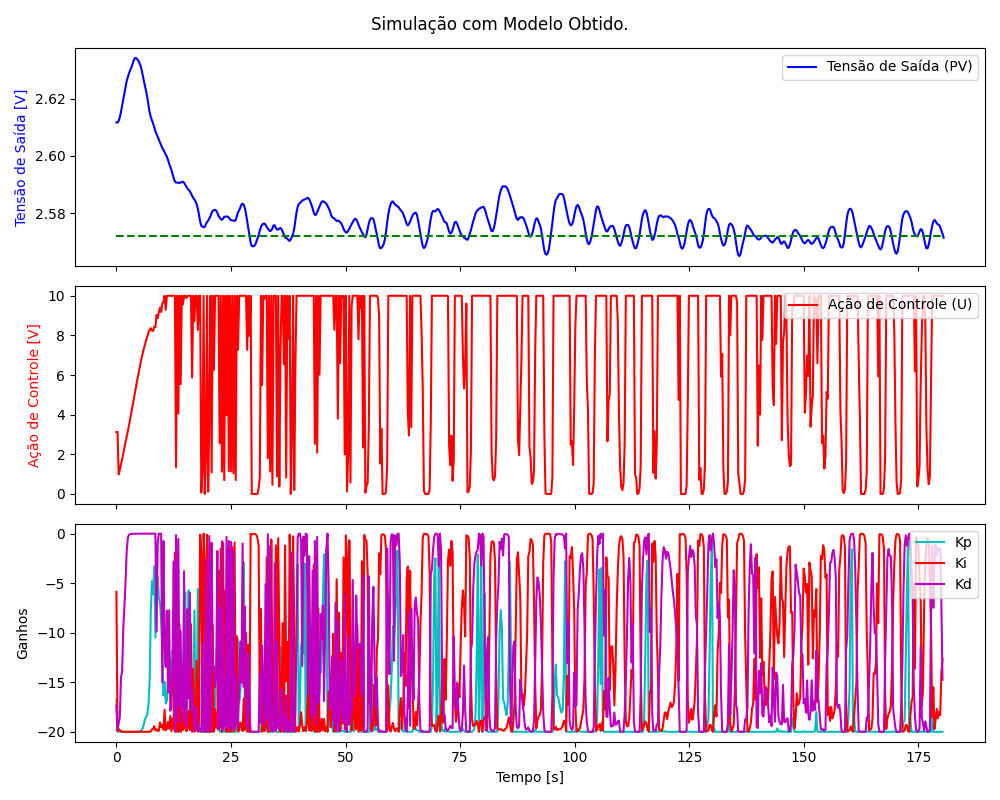 Simulação com Modelo Obtido.
Tensão de Saída [V]
2.62
2.60
2.58
Tensão de Saída (PV)
Ação de Controle [V]
10
8
6
4
2
0
Ação de Controle (U)
Ganhos
0
−5
−10
−15
−20
Kp
Ki
Kd
0
25
50
75
100
125
150
175
Tempo [s]